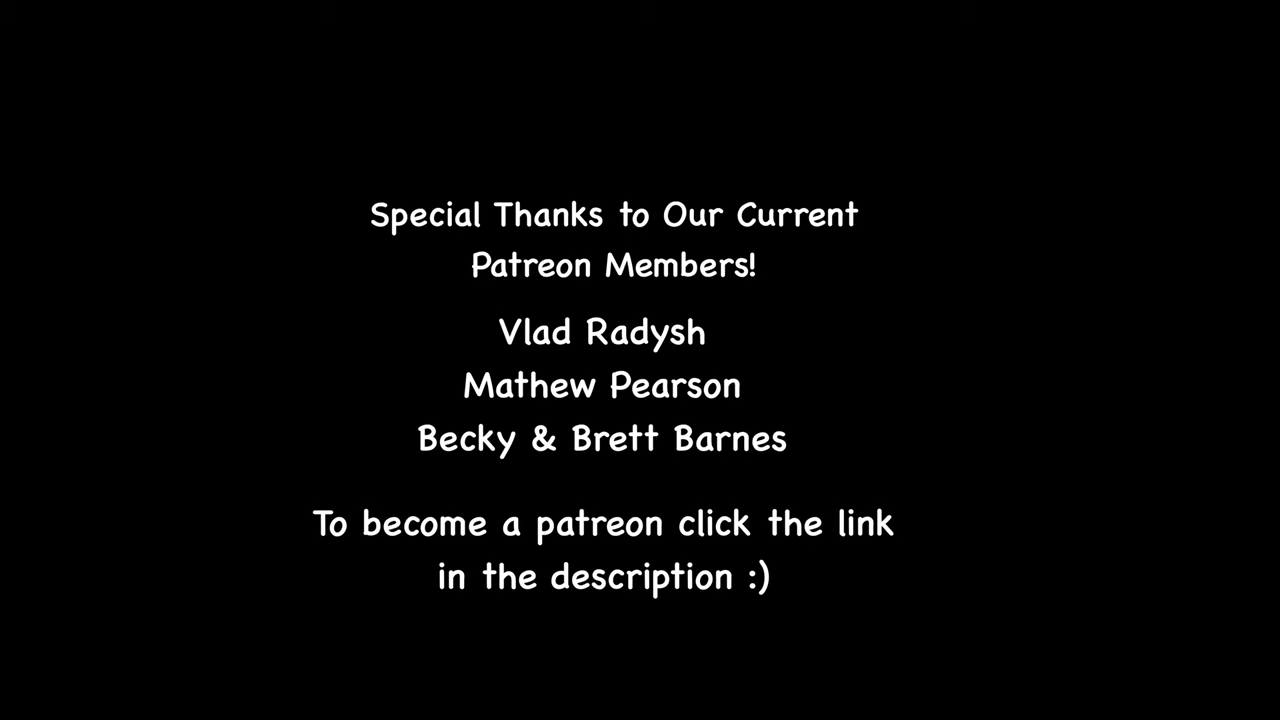 Special Thanks to Our Current
Patreon Members!
Vlad Radysh
Mathew Pearson
Becky & Brett Barnes
To become a patreon click the link
in the description :)